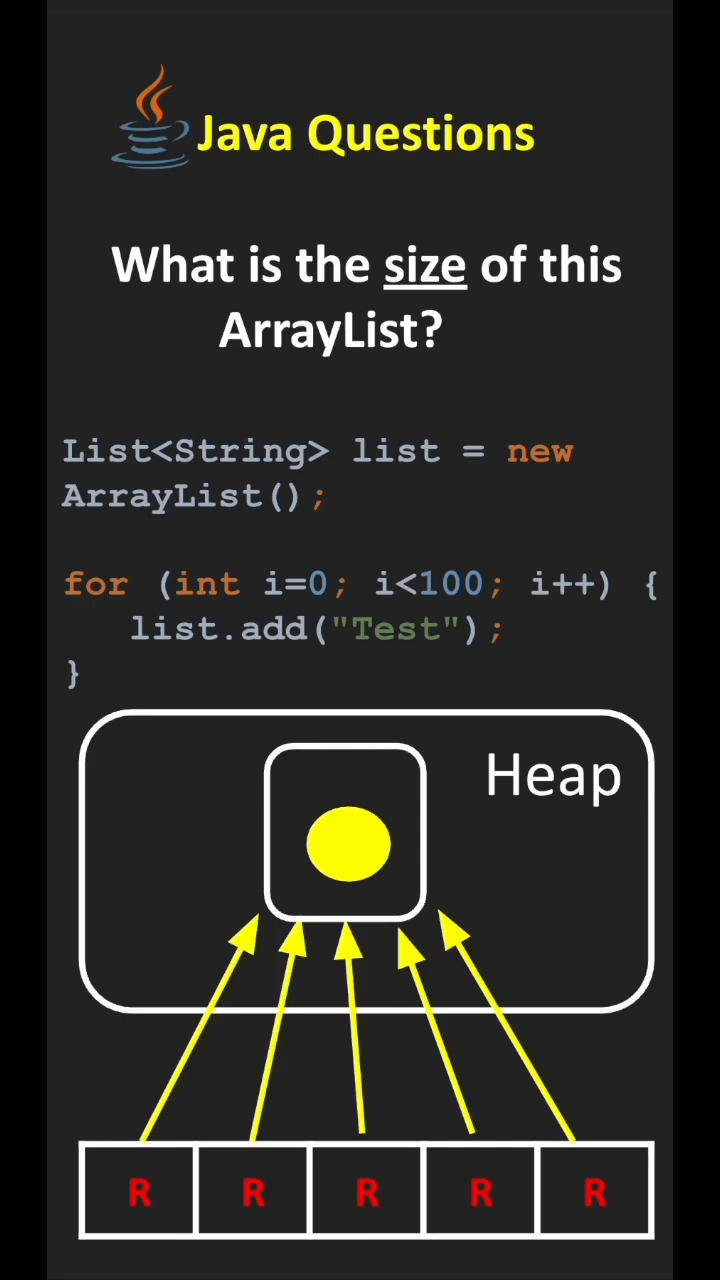 Java Questions
What is the size of this
ArrayList?
List<String> list = new
ArrayList();
for (int i=0; i<100; i++) {
list.add("Test");
}
Heap
R R R R R